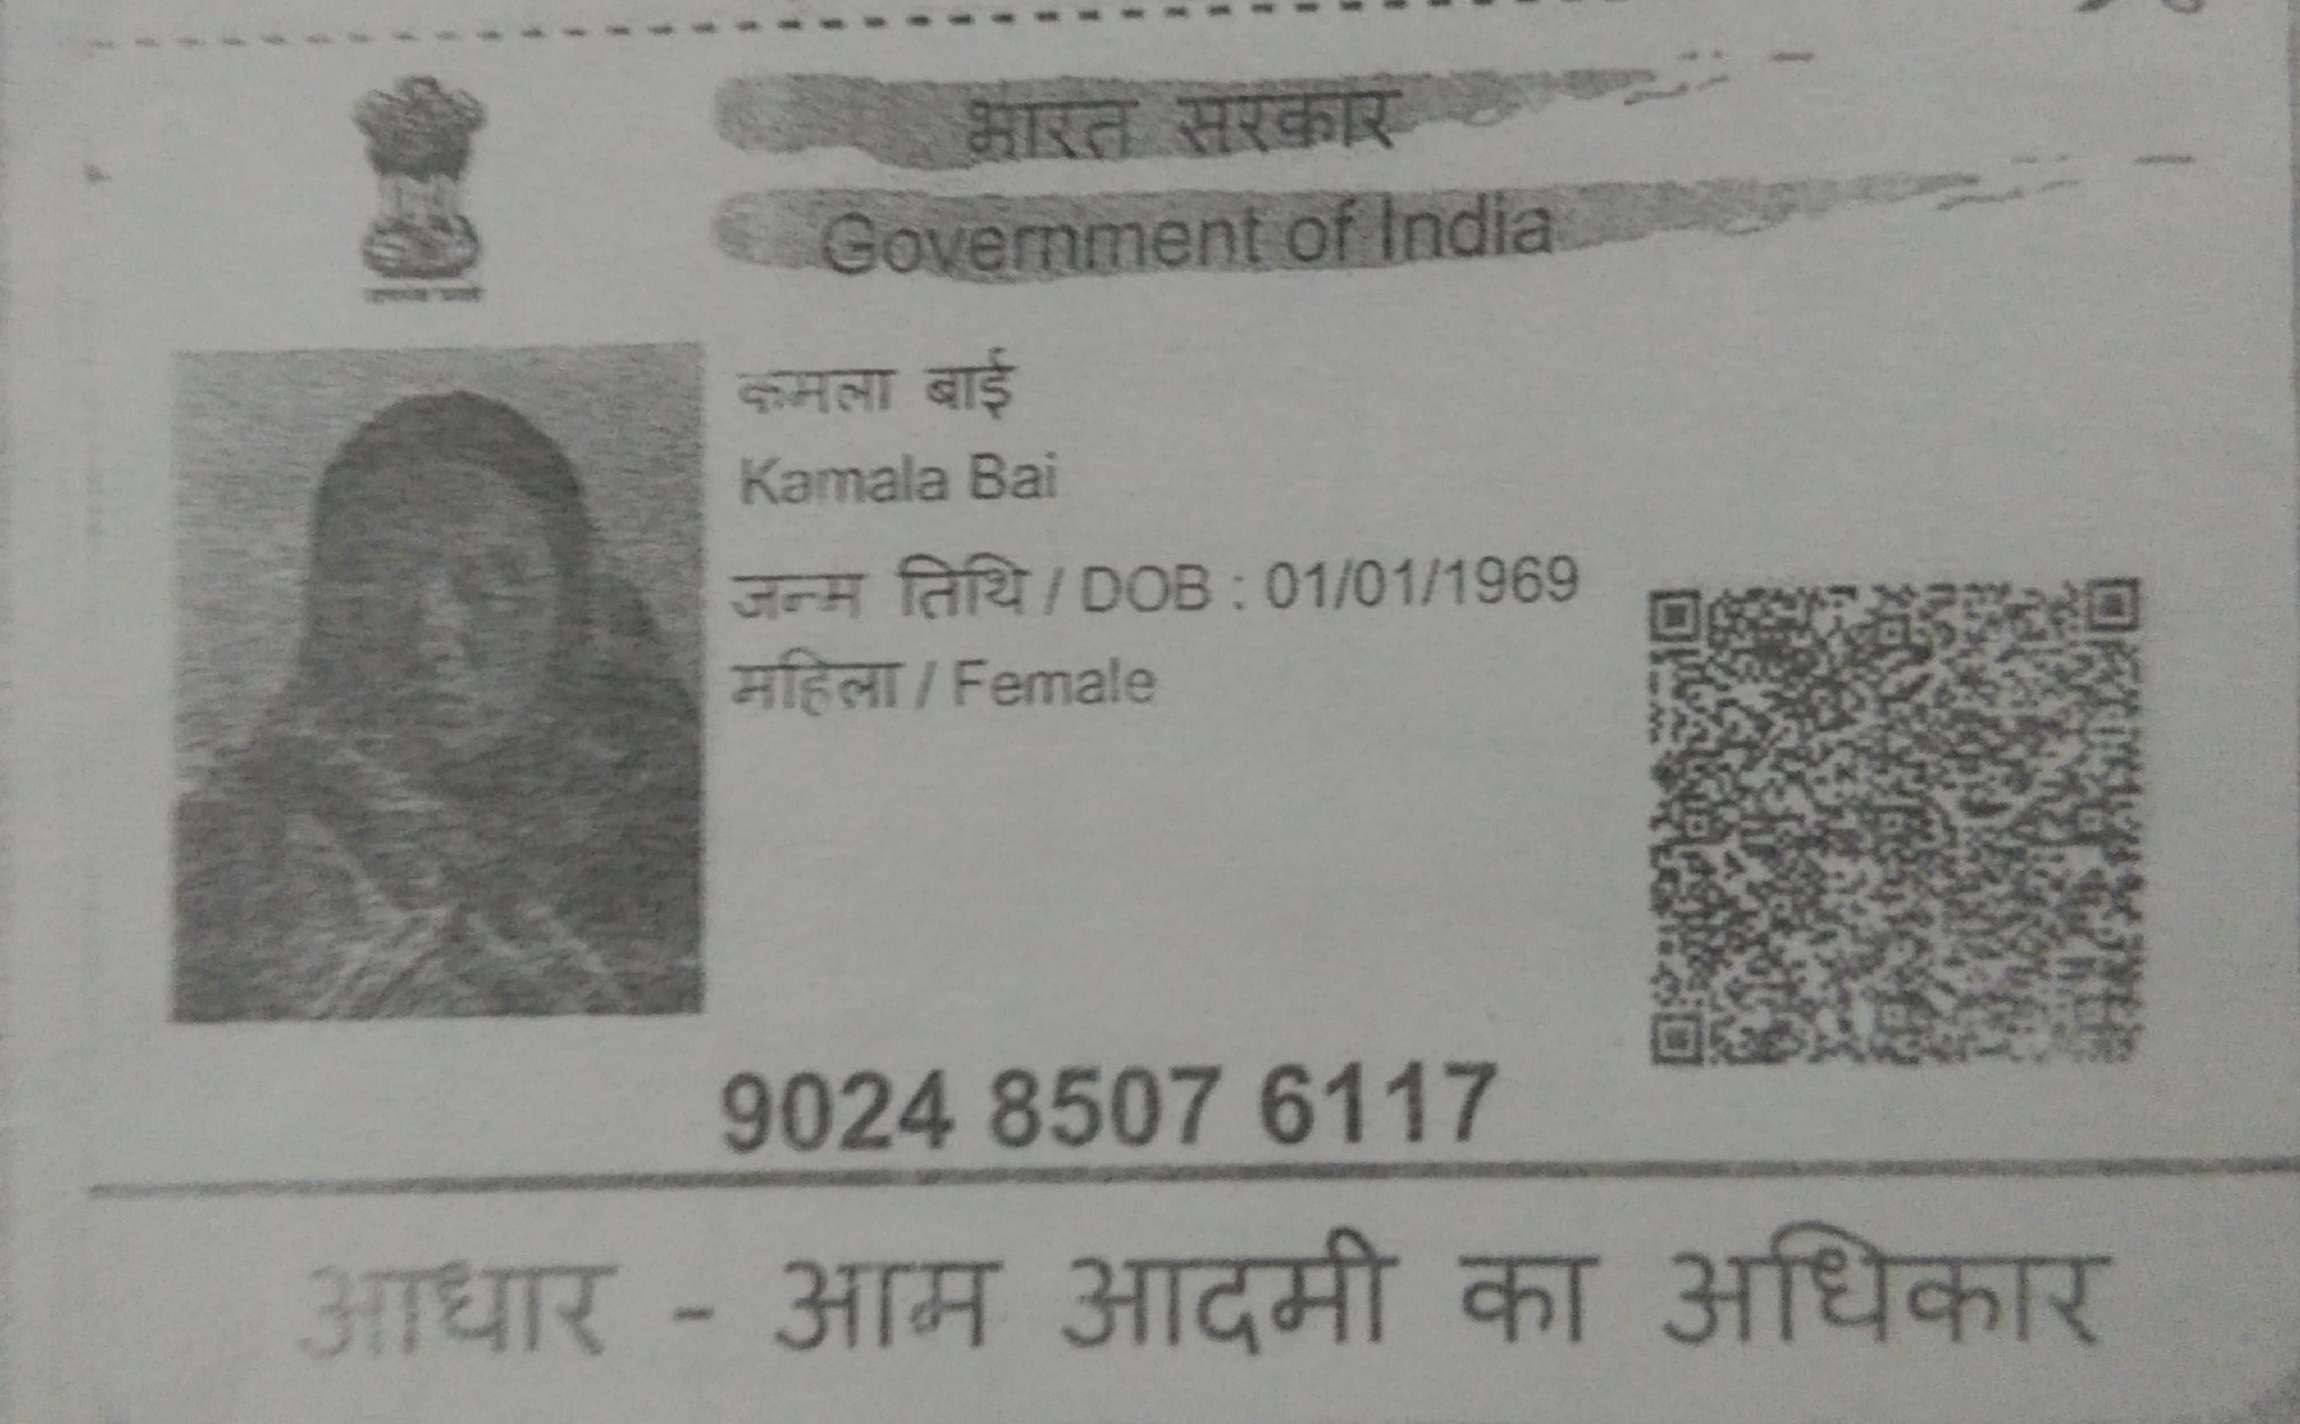 भारत सरकार
Government of India
कमला बाई
Kamala Bai
जन्म तिथि / DOB : 01/01/1969
महिला / Female
9024 8507 6117
आधार - आम आदमी का अधिकार